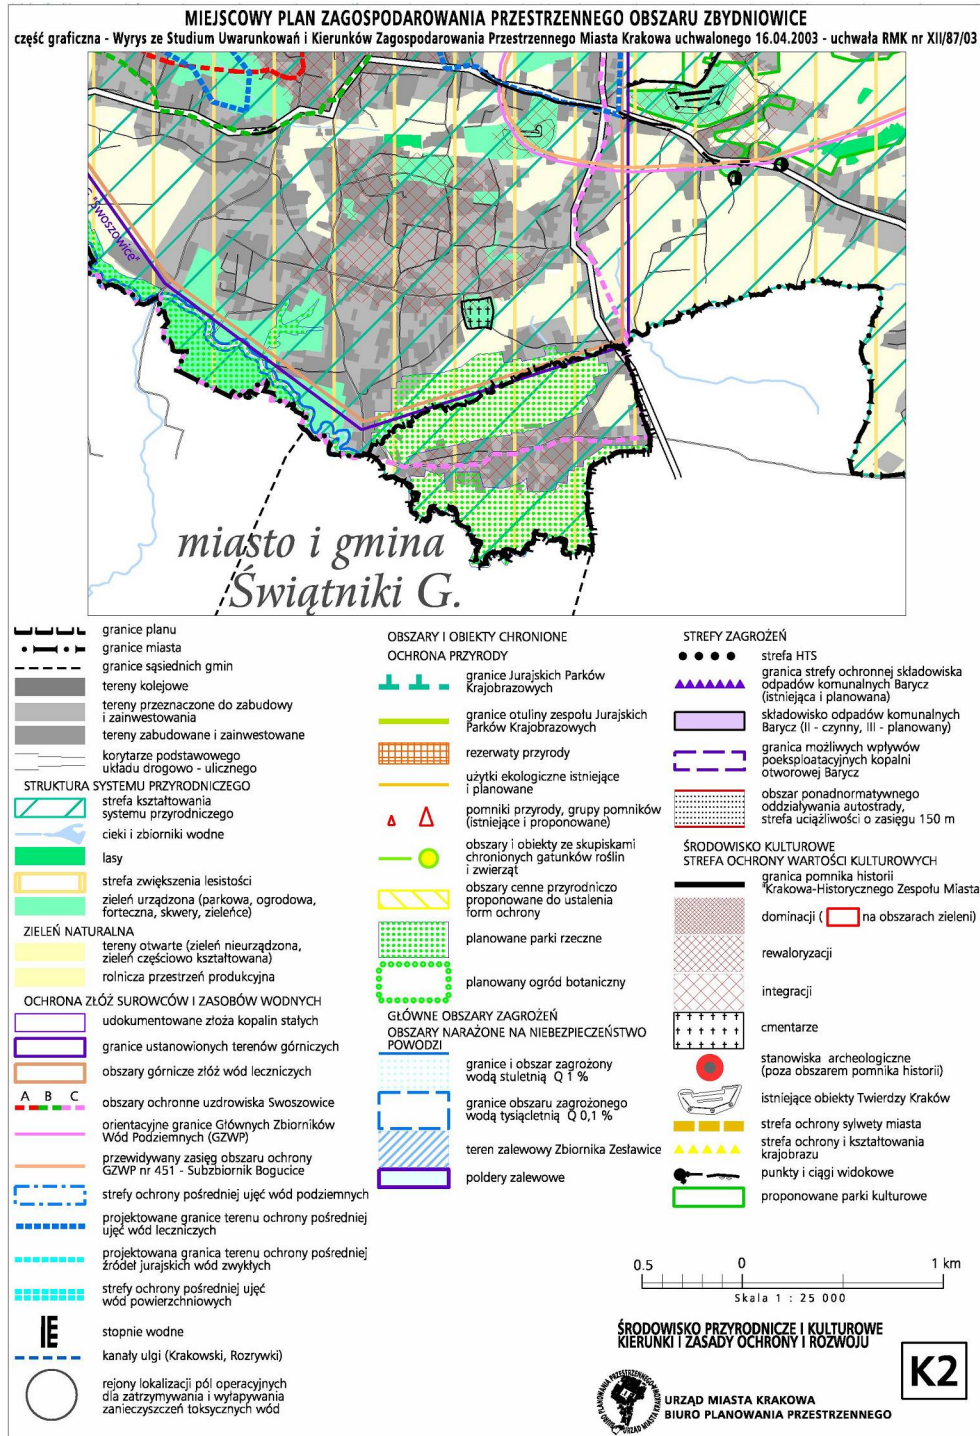 MIEJSCOWY PLAN ZAGOSPODAROWANIA PRZESTRZENNEGO OBSZARU ZBYDNIOWICE
część graficzna - Wyrys ze Studium Uwarunkowań i Kierunków Zagospodarowania Przestrzennego Miasta Krakowa uchwalonego 16.04.2003 - uchwała RMK nr XII/87/03
"Swoszowice"
miasto i gmina
Świątniki G.
granice planu
granice miasta
granice sąsiednich gmin
tereny kolejowe
tereny przeznaczone do zabudowy
i zainwestowania
tereny zabudowane i zainwestowane
korytarze podstawowego
układu drogowo - ulicznego
STRUKTURA SYSTEMU PRZYRODNICZEGO
strefa kształtowania
systemu przyrodniczego
cieki i zbiorniki wodne
lasy
strefa zwiększenia lesistości
zieleń urządzona (parkowa, ogrodowa,
forteczna, skwery, zieleńce)
ZIELEŃ NATURALNA
tereny otwarte (zieleń nieurządzona,
zieleń częściowo kształtowana)
rolnicza przestrzeń produkcyjna
OCHRONA ZŁÓŻ SUROWCÓW I ZASOBÓW WODNYCH
udokumentowane złoża kopalin stałych
granice ustanowionych terenów górniczych
obszary górnicze złóż wód leczniczych
A B C
obszary ochronne uzdrowiska Swoszowice
orientacyjne granice Głównych Zbiorników
Wód Podziemnych (GZWP)
przewidywany zasięg obszaru ochrony
GZWP nr 451 - Subzbiornik Bogucice
strefy ochrony pośredniej ujęć wód podziemnych
projektowane granice terenu ochrony pośredniej
ujęć wód leczniczych
projektowana granica terenu ochrony pośredniej
źródeł jurajskich wód zwykłych
strefy ochrony pośredniej ujęć
wód powierzchniowych
stopnie wodne
kanały ulgi (Krakowski, Rozrywki)
rejony lokalizacji pól operacyjnych
dla zatrzymywania i wyłapywania
zanieczyszczeń toksycznych wód
OBSZARY I OBIEKTY CHRONIONE
OCHRONA PRZYRODY
granice Jurajskich Parków
Krajobrazowych
granice otuliny zespołu Jurajskich
Parków Krajobrazowych
rezerwaty przyrody
użytki ekologiczne istniejące
i planowane
pomniki przyrody, grupy pomników
(istniejące i proponowane)
obszary i obiekty ze skupiskami
chronionych gatunków roślin
i zwierząt
obszary cenne przyrodniczo
proponowane do ustalenia
form ochrony
planowane parki rzeczne
planowany ogród botaniczny
GŁÓWNE OBSZARY ZAGROŻEŃ
OBSZARY NARAŻONE NA NIEBEZPIECZEŃSTWO
POWODZI
granice i obszar zagrożony
wodą stuletnią Q 1 %
granice obszaru zagrożonego
wodą tysiącletnią Q 0,1 %
teren zalewowy Zbiornika Zesławice
poldery zalewowe
STREFY ZAGROŻEŃ
strefa HTS
granica strefy ochronnej składowiska
odpadów komunalnych Barycz
(istniejąca i planowana)
składowisko odpadów komunalnych
Barycz (II - czynny, III - planowany)
granica możliwych wpływów
poeksploatacyjnych kopalni
otworowej Barycz
obszar ponadnormatywnego
oddziaływania autostrady,
strefa uciążliwości o zasięgu 150 m
ŚRODOWISKO KULTUROWE
STREFA OCHRONY WARTOŚCI KULTUROWYCH
granica pomnika historii
"Krakowa-Historycznego Zespołu Miasta
dominacji ( na obszarach zieleni)
rewaloryzacji
integracji
cmentarze
stanowiska archeologiczne
(poza obszarem pomnika historii)
istniejące obiekty Twierdzy Kraków
strefa ochrony sylwety miasta
strefa ochrony i kształtowania
krajobrazu
punkty i ciągi widokowe
proponowane parki kulturowe
0.5 0 1 km
Skala 1 : 25 000
ŚRODOWISKO PRZYRODNICZE I KULTUROWE
KIERUNKI I ZASADY OCHRONY I ROZWOJU
K2
URZĄD MIASTA KRAKOWA
BIURO PLANOWANIA PRZESTRZENNEGO